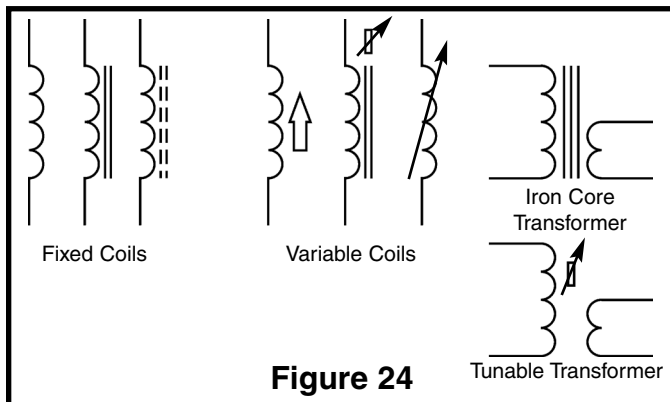 Fixed Coils
Variable Coils
Iron Core
Transformer
Tunable Transformer
Figure 24